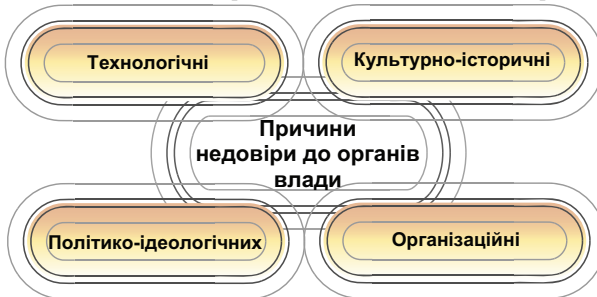 Технологічні
Культурно-історичні
Причини
недовіри до органів
влади
Політико-ідеологічних
Організаційні